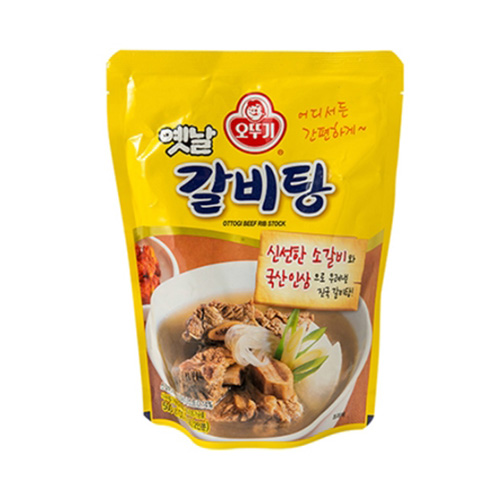 오뚜기
어디서든
간편하게~
옛날
갈비탕
OTTOGI BEEF RIB STOCK
신선한 소갈비와
국산인삼으로 우려낸
진국 갈비탕!